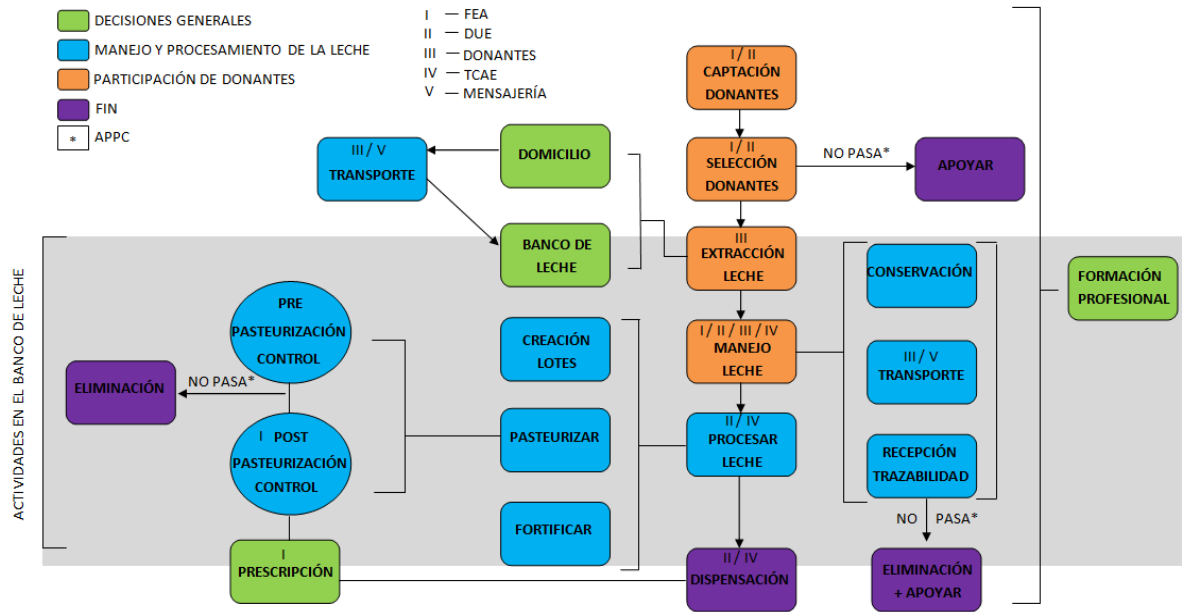 DECISIONES GENERALES
MANEJO Y PROCESAMIENTO DE LA LECHE
PARTICIPACIÓN DE DONANTES
FIN
* APPC
I — FEA
II — DUE
III — DONANTES
IV — TCAE
V — MENSAJERÍA
I / II
CAPTACIÓN
DONANTES
I / II
SELECCIÓN
DONANTES
NO PASA*
APOYAR
DOMICILIO
III / V
TRANSPORTE
BANCO DE
LECHE
III
EXTRACCIÓN
LECHE
CONSERVACIÓN
FORMACIÓN
PROFESIONAL
ACTIVIDADES EN EL BANCO DE LECHE
PRE
PASTEURIZACIÓN
CONTROL
CREACIÓN
LOTES
I / II / III / IV
MANEJO
LECHE
III / V
TRANSPORTE
ELIMINACIÓN
NO PASA*
I POST
PASTEURIZACIÓN
CONTROL
PASTEURIZAR
II / IV
PROCESAR
LECHE
RECEPCIÓN
TRAZABILIDAD
FORTIFICAR
NO PASA*
I
PRESCRIPCIÓN
II / IV
DISPENSACIÓN
ELIMINACIÓN
+ APOYAR